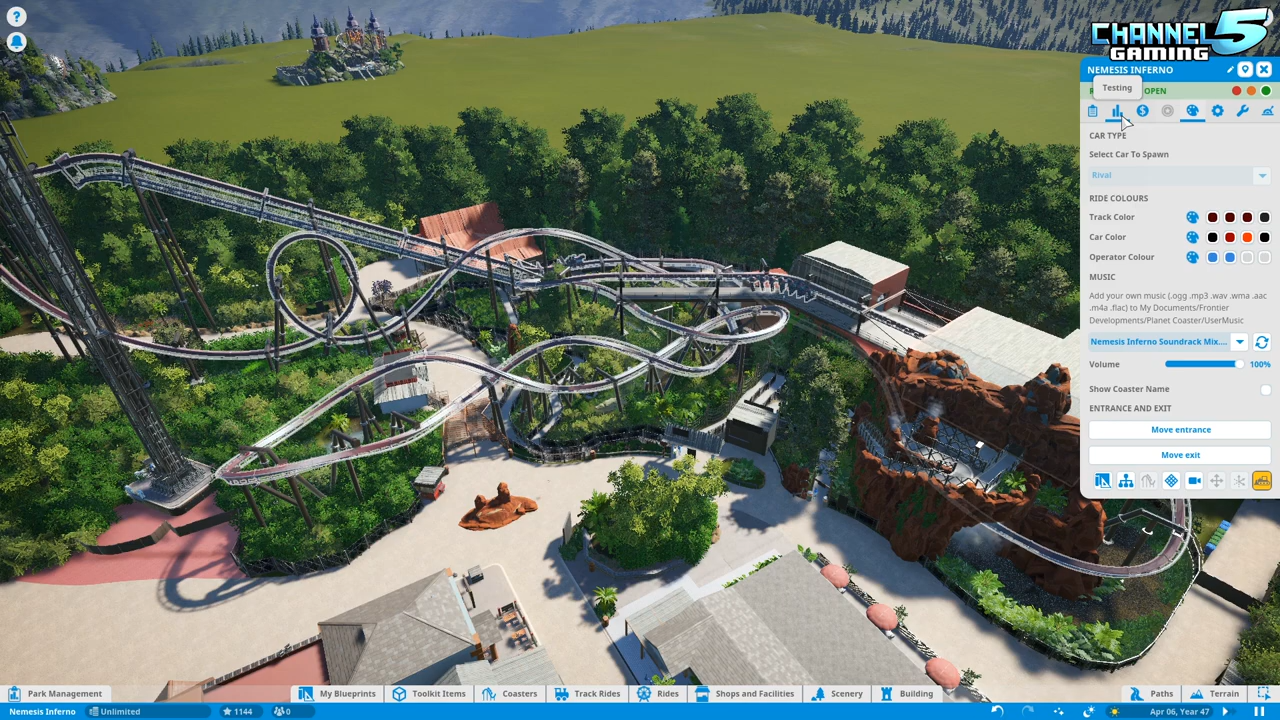 ?
CHANNEL 5
GAMING
NEMESIS INFERNO
OPEN
Testing
CAR TYPE
Select Car To Spawn
Rival
RIDE COLOURS
Track Color
Car Color
Operator Colour
MUSIC
Add your own music (.ogg .mp3 .wav .wma .aac
.m4a .flac) to My Documents/Frontier
Developments/Planet Coaster/UserMusic
Nemesis Inferno Soundrack Mix....
Volume
100%
Show Coaster Name
ENTRANCE AND EXIT
Move entrance
Move exit
Park Management
My Blueprints
Toolkit Items
Coasters
Track Rides
Rides
Shops and Facilities
Scenery
Building
Paths
Terrain
Nemesis Inferno
Unlimited
1144
0
Apr 06, Year 47